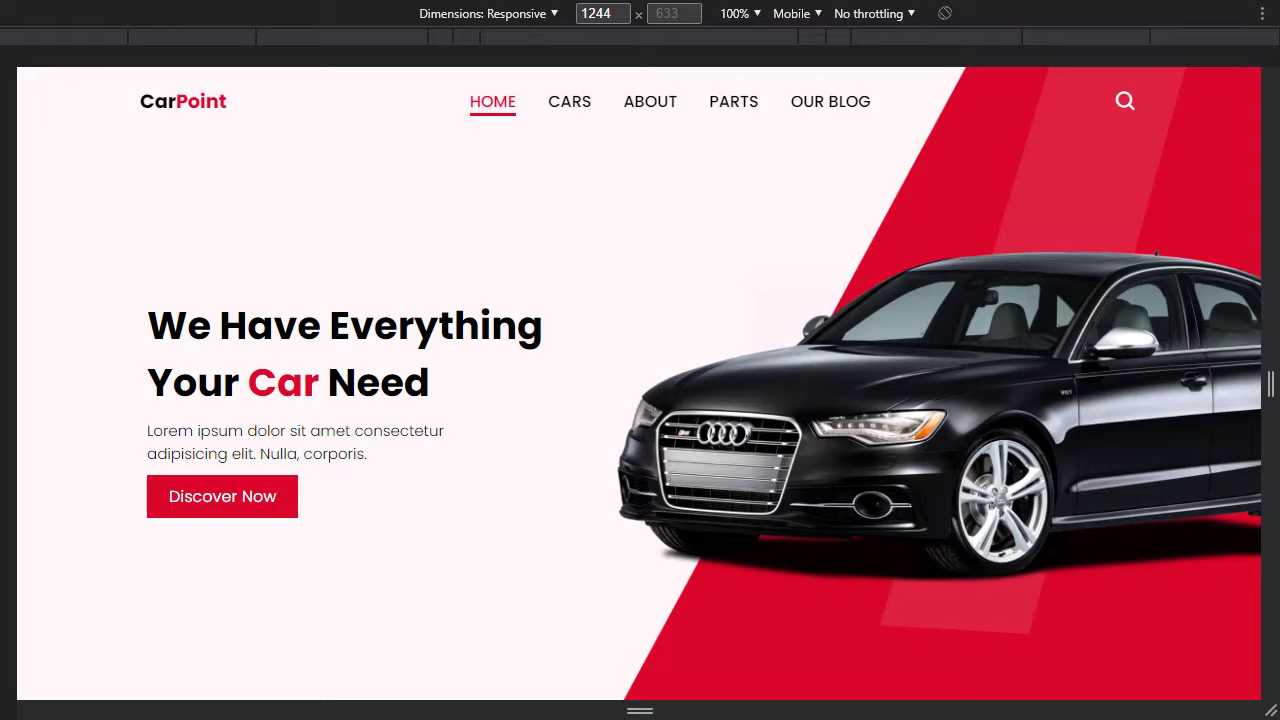 Dimensions: Responsive 1244 × 633 100% Mobile No throttling
CarPoint HOME CARS ABOUT PARTS OUR BLOG
We Have Everything
Your Car Need
Lorem ipsum dolor sit amet consectetur
adipisicing elit. Nulla, corporis.
Discover Now